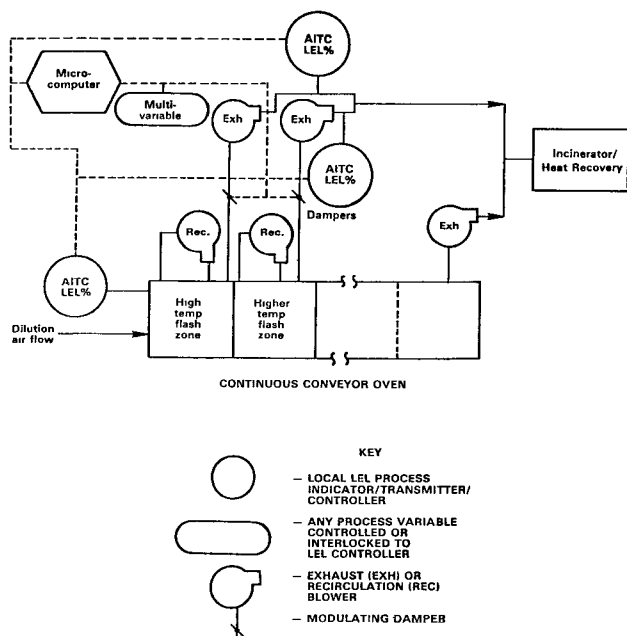 AITC
LEL%
Micro-
computer
Multi-
variable
Exh
Exh
AITC
LEL%
Incinerator/
Heat Recovery
Dampers
Exh
Rec.
Rec.
AITC
LEL%
High
temp
flash
zone
Higher
temp
flash
zone
Dilution
air flow
CONTINUOUS CONVEYOR OVEN
KEY
– LOCAL LEL PROCESS
INDICATOR/TRANSMITTER/
CONTROLLER
– ANY PROCESS VARIABLE
CONTROLLED OR
INTERLOCKED TO
LEL CONTROLLER
– EXHAUST (EXH) OR
RECIRCULATION (REC)
BLOWER
– MODULATING DAMPER